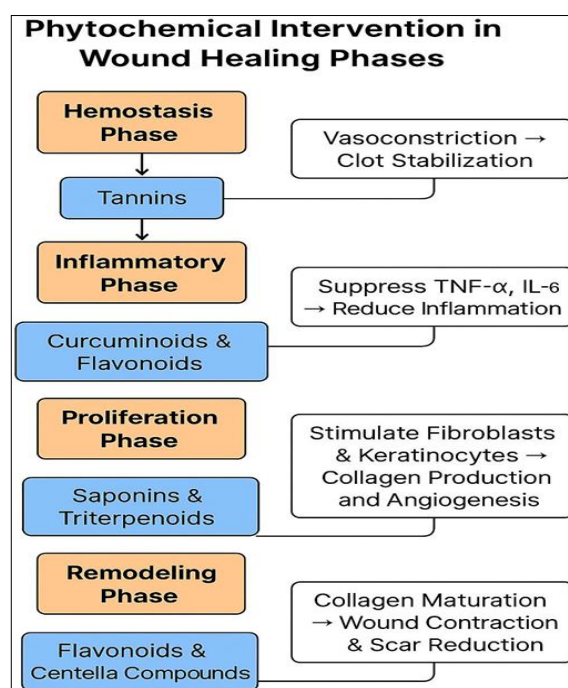 Phytochemical Intervention in
Wound Healing Phases
Hemostasis
Phase
Vasoconstriction →
Clot Stabilization
Tannins
Inflammatory
Phase
Suppress TNF-α, IL-6
→ Reduce Inflammation
Curcuminoids &
Flavonoids
Proliferation
Phase
Stimulate Fibroblasts
& Keratinocytes →
Collagen Production
and Angiogenesis
Saponins &
Triterpenoids
Remodeling
Phase
Collagen Maturation
→ Wound Contraction
& Scar Reduction
Flavonoids &
Centella Compounds